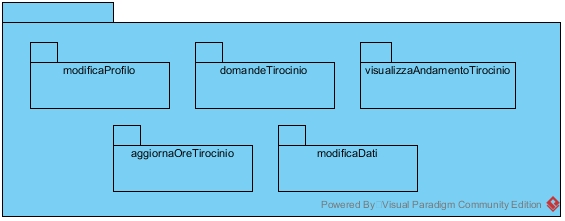 modificaProfilo
domandeTirocinio
visualizzaAndamentoTirocinio
aggiornaOreTirocinio
modificaDati
Powered By Visual Paradigm Community Edition